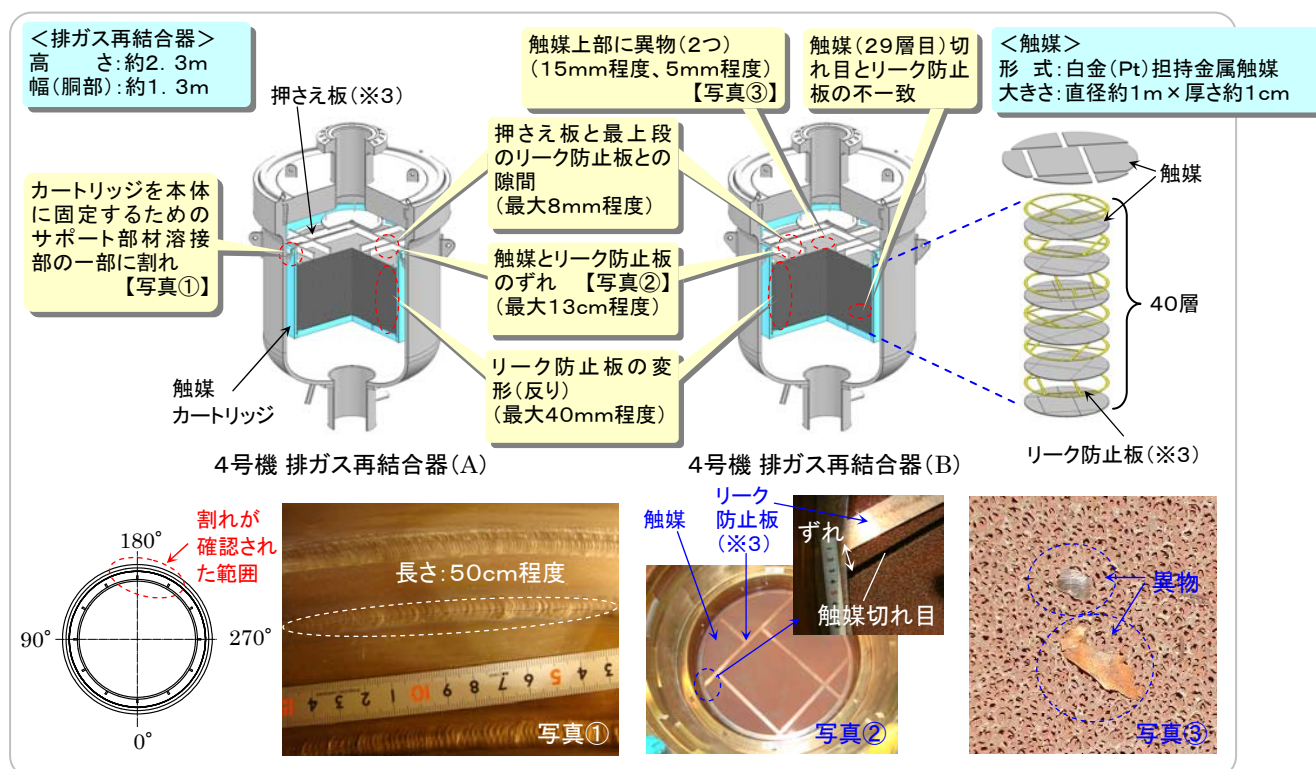 ＜排ガス再結合器＞
高　　さ：約２．３ｍ
幅（胴部）：約１．３ｍ
押さえ板（※３）
触媒上部に異物（２つ）
（１５ｍｍ程度、５ｍｍ程度）
【写真③】
触媒（２９層目）切
れ目とリーク防止
板の不一致
＜触媒＞
形　式：白金（Pt）担持金属触媒
大きさ：直径約１ｍ×厚さ約１ｃｍ
カートリッジを本体
に固定するための
サポート部材溶接
部の一部に割れ
【写真①】
押さえ板と最上段
のリーク防止板との
隙間
（最大８ｍｍ程度）
触媒とリーク防止板
のずれ　【写真②】
（最大１３ｃｍ程度）
リーク防止板の変
形（反り）
（最大４０ｍｍ程度）
触媒
カートリッジ
触媒
４０層
リーク防止板（※３）
４号機 排ガス再結合器（A）
４号機 排ガス再結合器（B）
割れが
確認され
た範囲
180°
90°
270°
0°
長さ：５０ｃｍ程度
3 4 5 6 7 8 9 10 1 2 3 4
写真①
触媒
リーク
防止板
（※３）
ずれ
触媒切れ目
写真②
異物
写真③